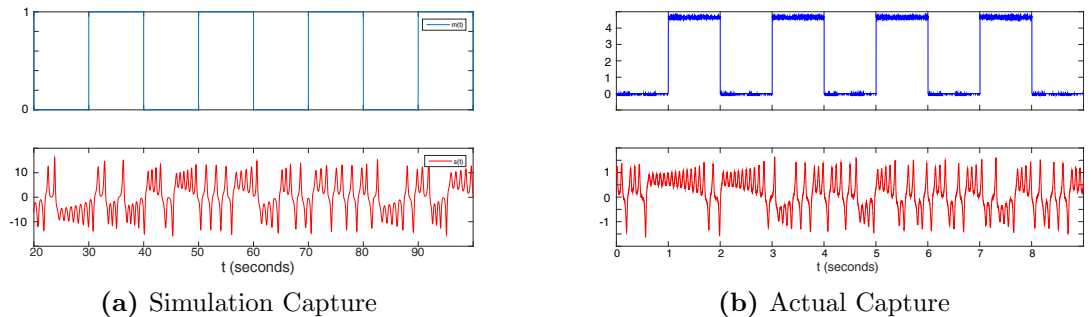 1
m(t)
0
10
0
-10
s(t)
20 30 40 50 60 70 80 90
t (seconds)
(a) Simulation Capture
4
3
2
1
0
1
0
-1
0 1 2 3 4 5 6 7 8
t (seconds)
(b) Actual Capture